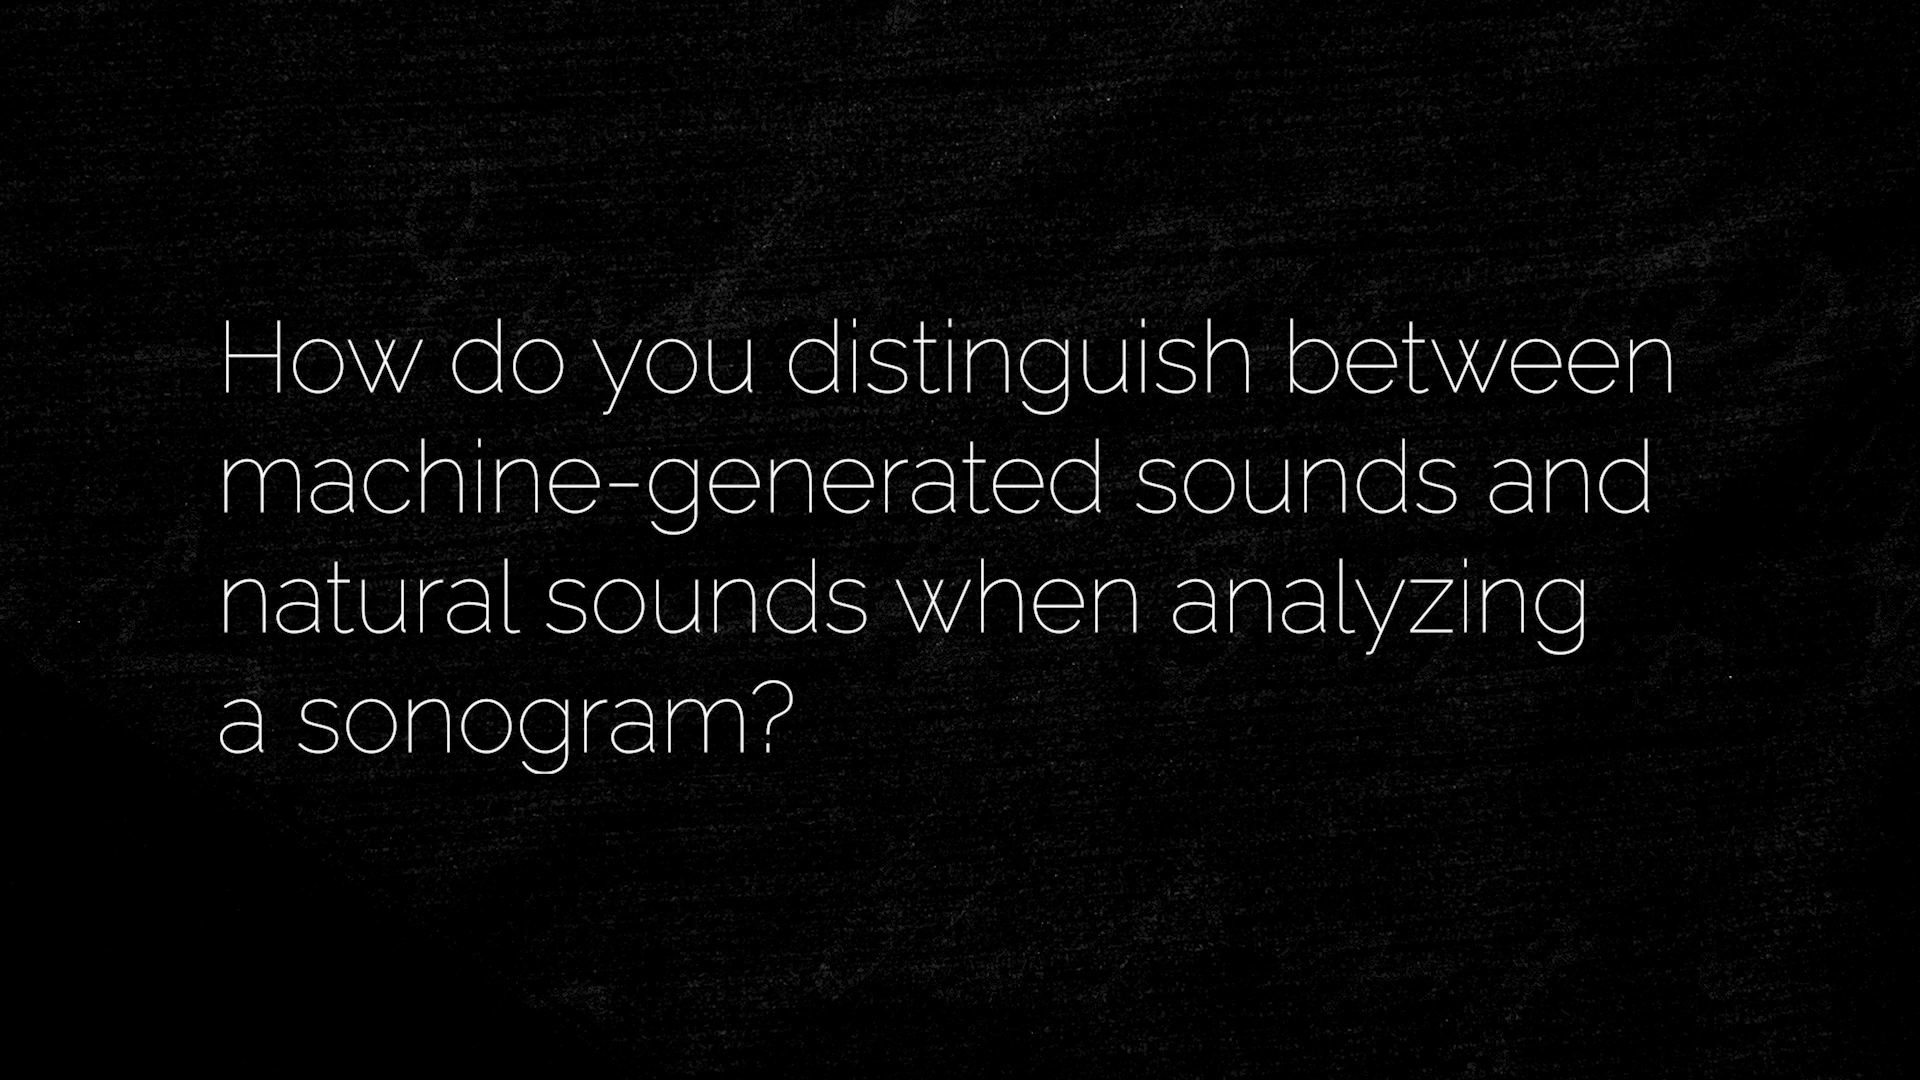 How do you distinguish between
machine-generated sounds and
natural sounds when analyzing
a sonogram?